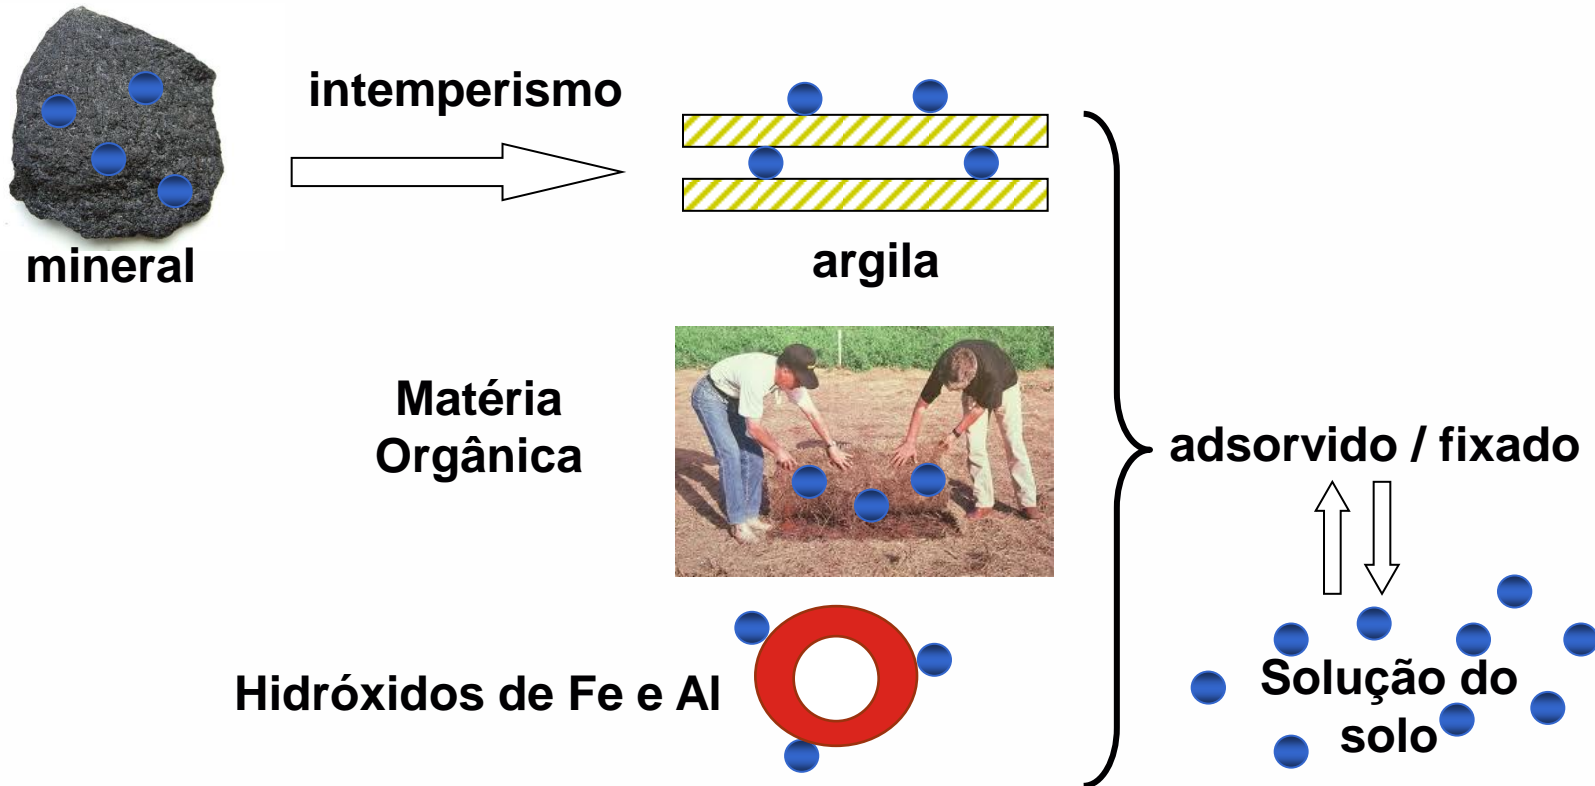 intemperismo
mineral
argila
Matéria
Orgânica
adsorvido / fixado
Hidróxidos de Fe e Al
Solução do
solo